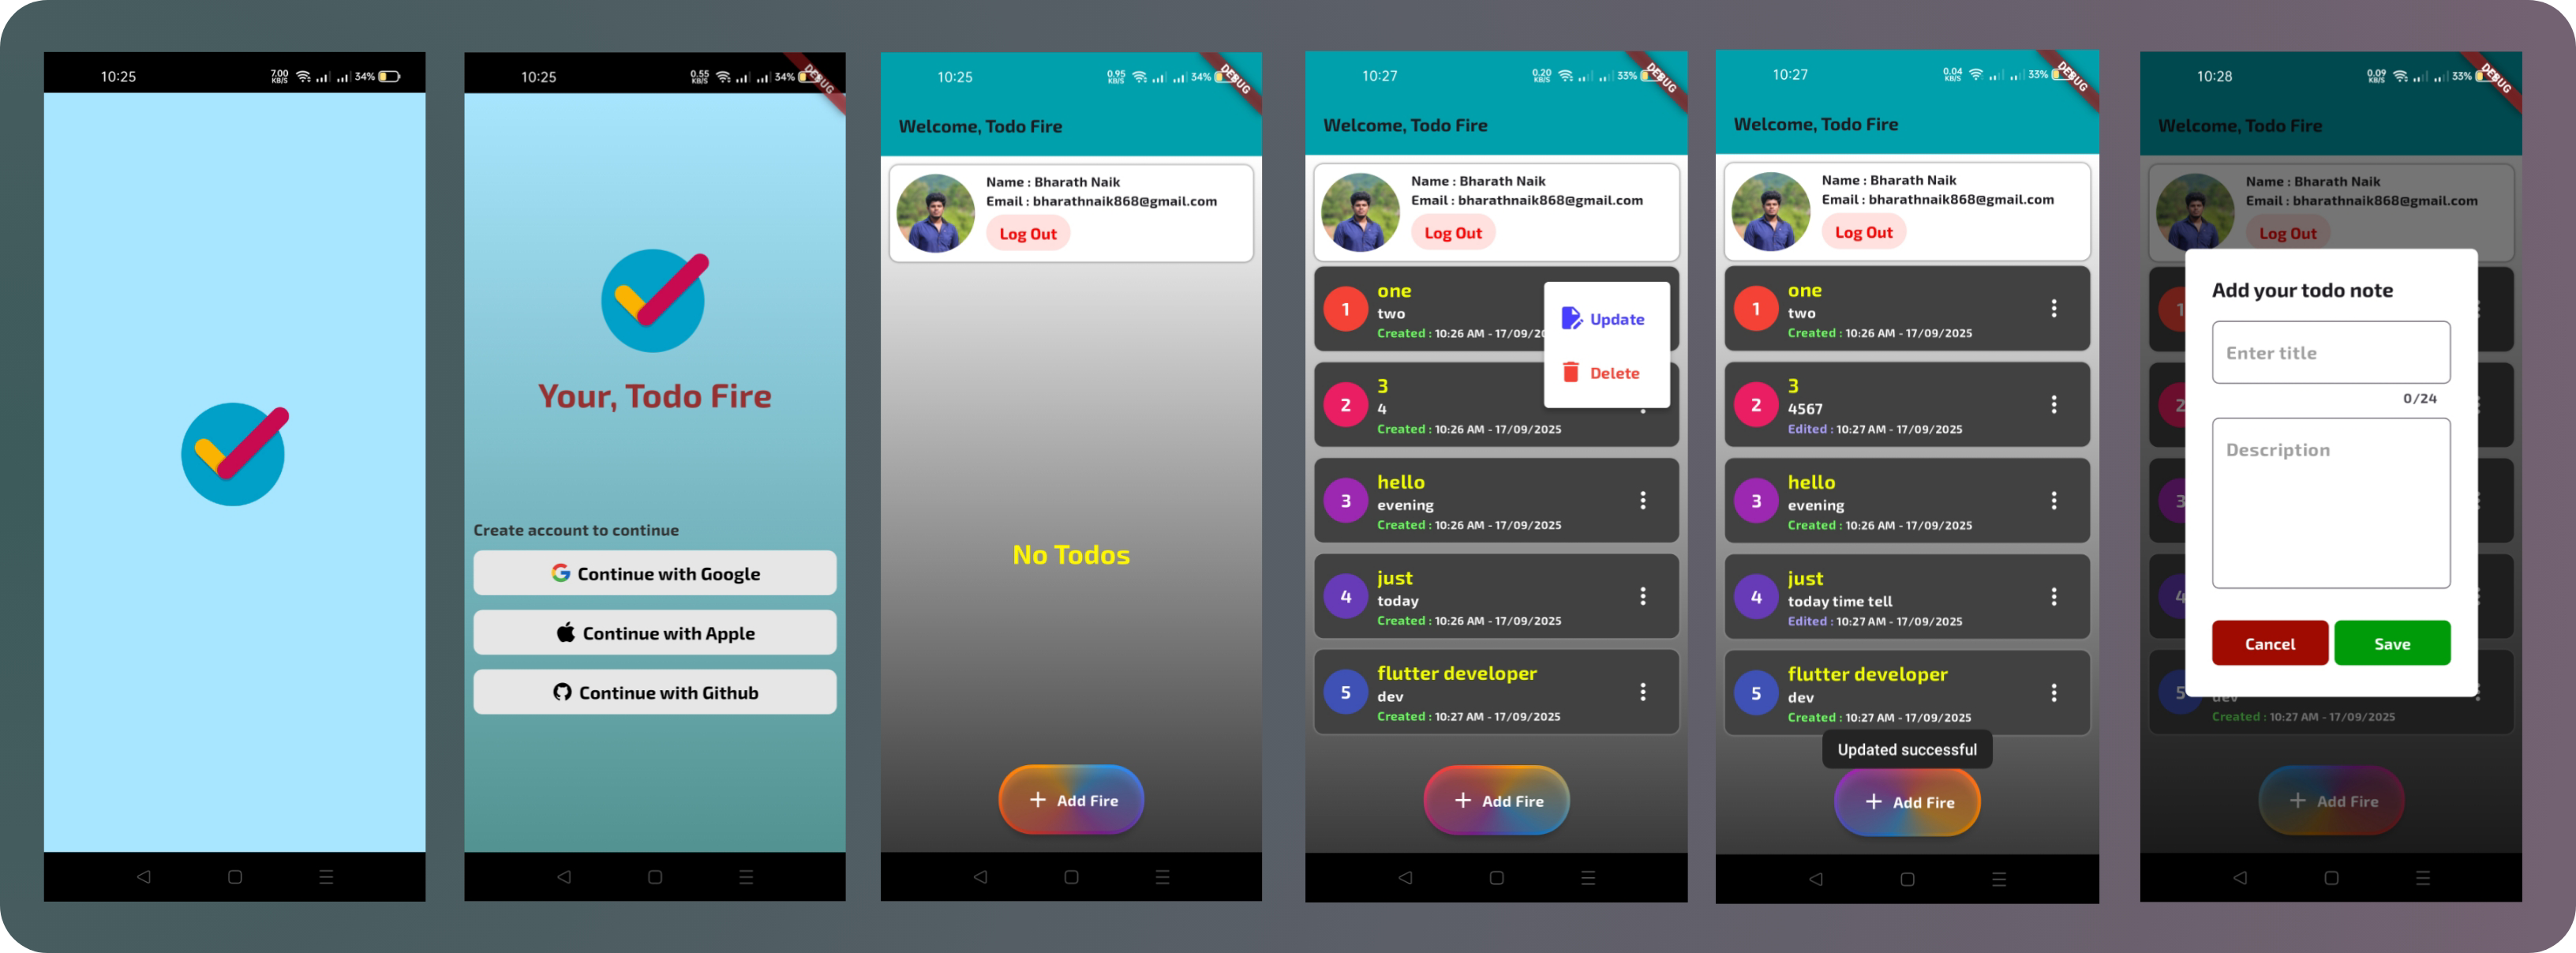 10:25
7.00 KB/S
34%
10:25
0.55 KB/S
34%
DEBUG
Your, Todo Fire
Create account to continue
Continue with Google
Continue with Apple
Continue with Github
10:25
0.95 KB/S
34%
DEBUG
Welcome, Todo Fire
Name : Bharath Naik
Email : bharathnaik868@gmail.com
Log Out
No Todos
+ Add Fire
10:27
0.20 KB/S
33%
DEBUG
Welcome, Todo Fire
Name : Bharath Naik
Email : bharathnaik868@gmail.com
Log Out
1
one
two
Created : 10:26 AM - 17/09/20
Update
Delete
2
3
4
Created : 10:26 AM - 17/09/2025
3
hello
evening
Created : 10:26 AM - 17/09/2025
4
just
today
Created : 10:26 AM - 17/09/2025
5
flutter developer
dev
Created : 10:27 AM - 17/09/2025
+ Add Fire
10:27
0.04 KB/S
33%
DEBUG
Welcome, Todo Fire
Name : Bharath Naik
Email : bharathnaik868@gmail.com
Log Out
1
one
two
Created : 10:26 AM - 17/09/2025
2
3
4567
Edited : 10:27 AM - 17/09/2025
3
hello
evening
Created : 10:26 AM - 17/09/2025
4
just
today time tell
Edited : 10:27 AM - 17/09/2025
5
flutter developer
dev
Created : 10:27 AM - 17/09/2025
Updated successful
+ Add Fire
10:28
0.09 KB/S
33%
DEBUG
Welcome, Todo Fire
Name : Bharath Naik
Email : bharathnaik868@gmail.com
Log Out
1
2
3
4
5
Add your todo note
Enter title
0/24
Description
Cancel
Save
dev
Created : 10:27 AM - 17/09/2025
+ Add Fire